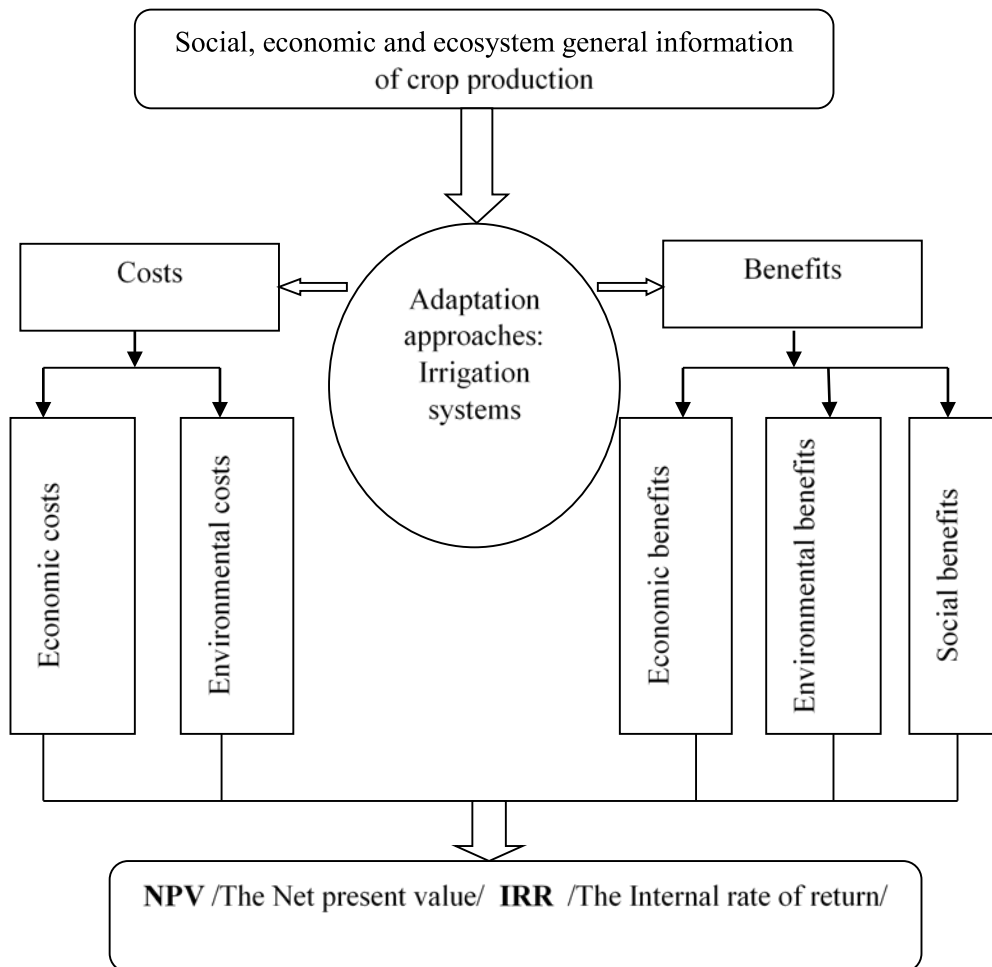 Social, economic and ecosystem general information
of crop production
Costs
Adaptation
approaches:
Irrigation
systems
Benefits
Economic costs
Environmental costs
Economic benefits
Environmental benefits
Social benefits
NPV /The Net present value/ IRR /The Internal rate of return/